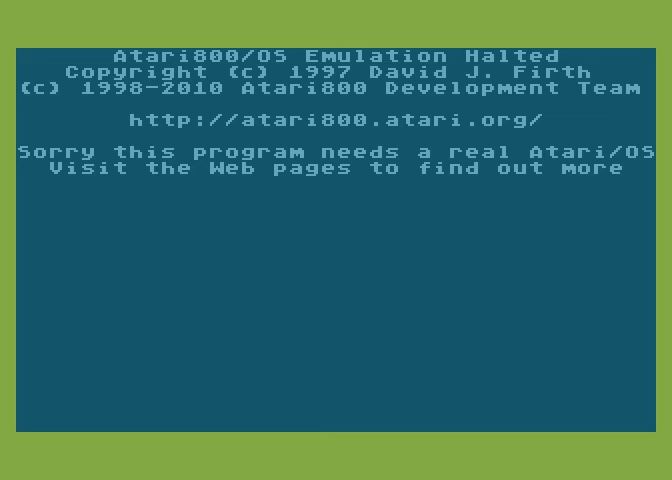 Atari800/OS Emulation Halted
Copyright (c) 1997 David J. Firth
(c) 1998-2010 Atari800 Development Team
http://atari800.atari.org/
Sorry this program needs a real Atari/OS
Visit the Web pages to find out more